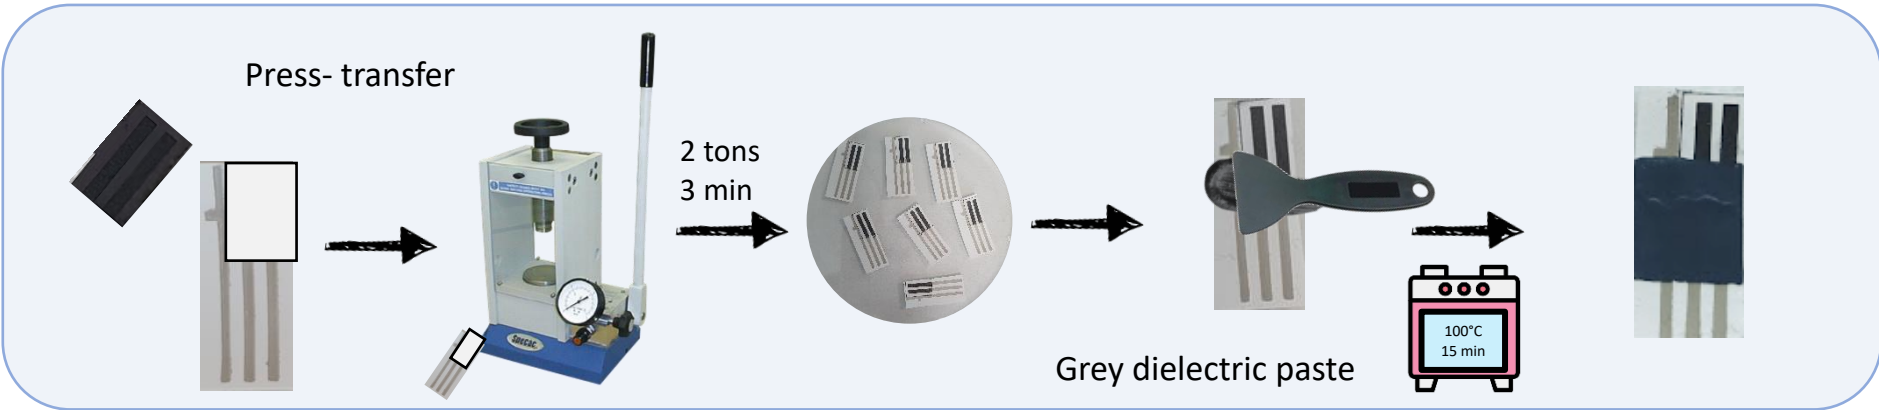 Press- transfer
2 tons
3 min
Grey dielectric paste
100°C
15 min